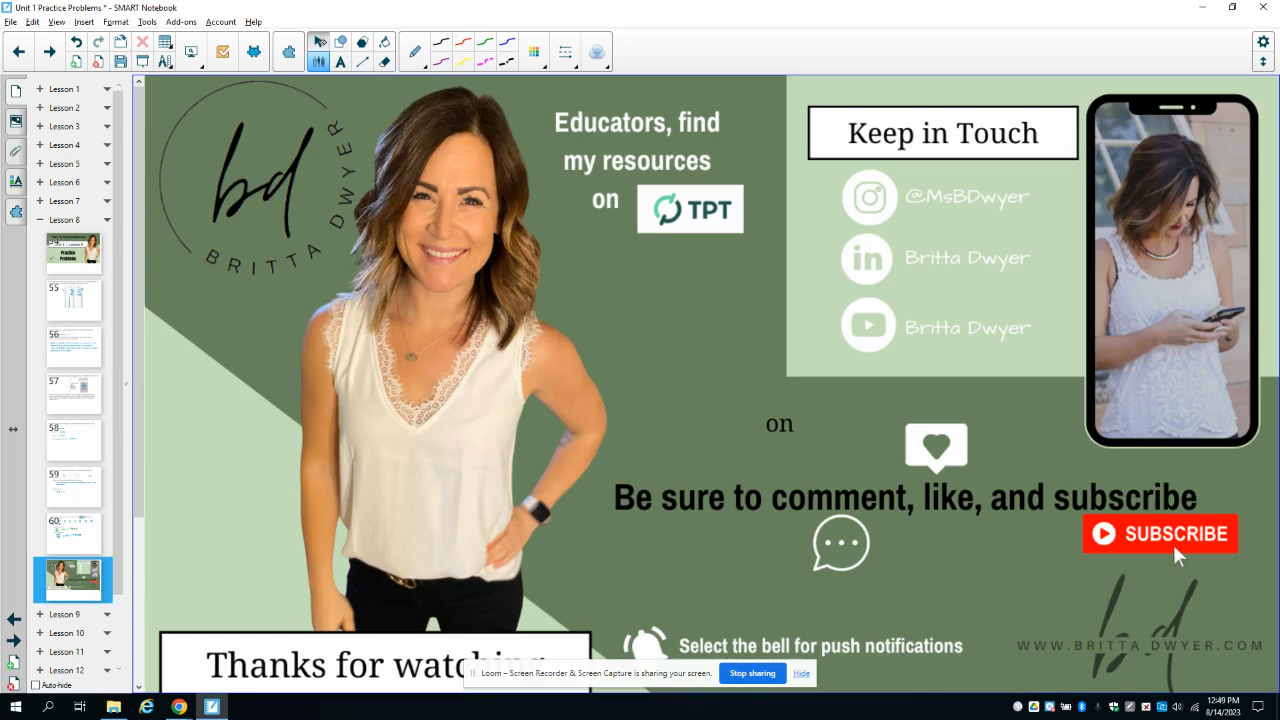 Unit 1 Practice Problems * - SMART Notebook
File Edit View Insert Format Tools Add-ons Account Help
Lesson 1
Lesson 2
Lesson 3
Lesson 4
Lesson 5
Lesson 6
Lesson 7
Lesson 8
55
56
57
58
59
60
Lesson 9
Lesson 10
Lesson 11
Lesson 12
Auto-hide
bd
BRITTA DWYER
Educators, find
my resources
on TPT
Keep in Touch
@MsBDwyer
in Britta Dwyer
Britta Dwyer
on
Be sure to comment, like, and subscribe
SUBSCRIBE
bd
WWW.BRITTADWYER.COM
Select the bell for push notifications
Thanks for watching
Loom – Screen Recorder & Screen Capture is sharing your screen. Stop sharing Hide
12:49 PM
8/14/2023